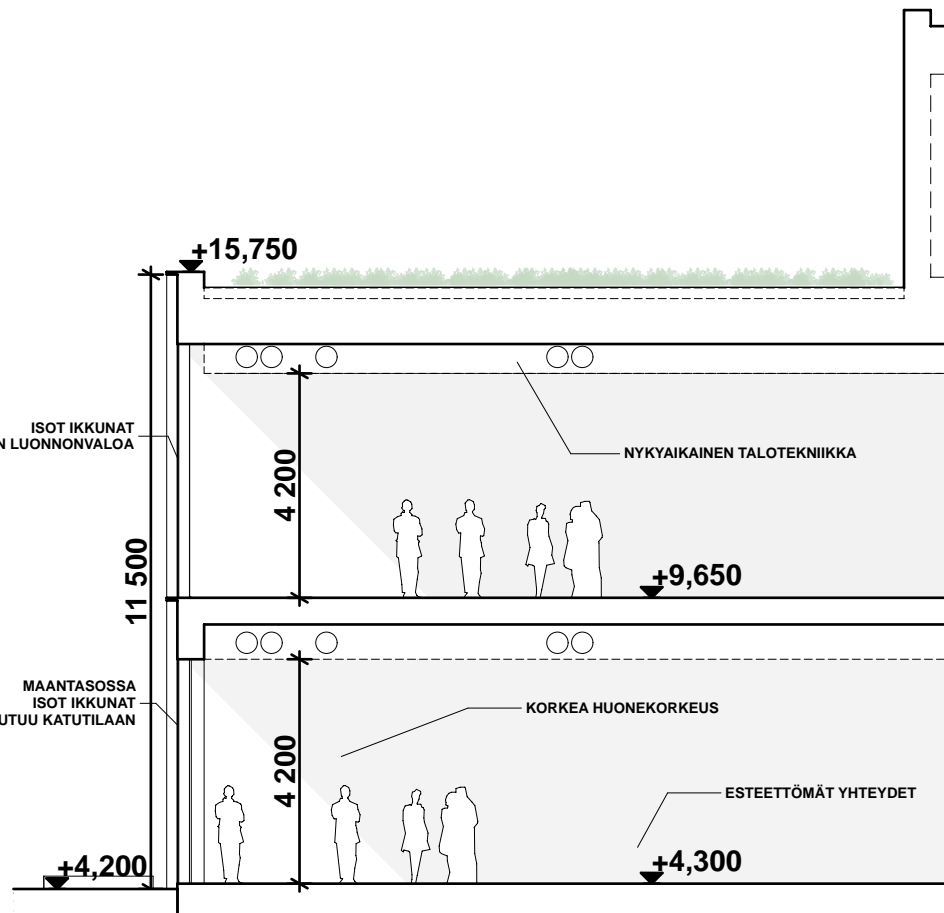 +15,750
ISOT IKKUNAT
LUONNONVALOA
NYKYAIKAINEN TALOTEKNIIKKA
4 200
+9,650
11 500
MAANTASOSSA
ISOT IKKUNAT
KATUTILAAN
KORKEA HUONEKORKEUS
4 200
ESTEETTÖMÄT YHTEYDET
+4,200
+4,300